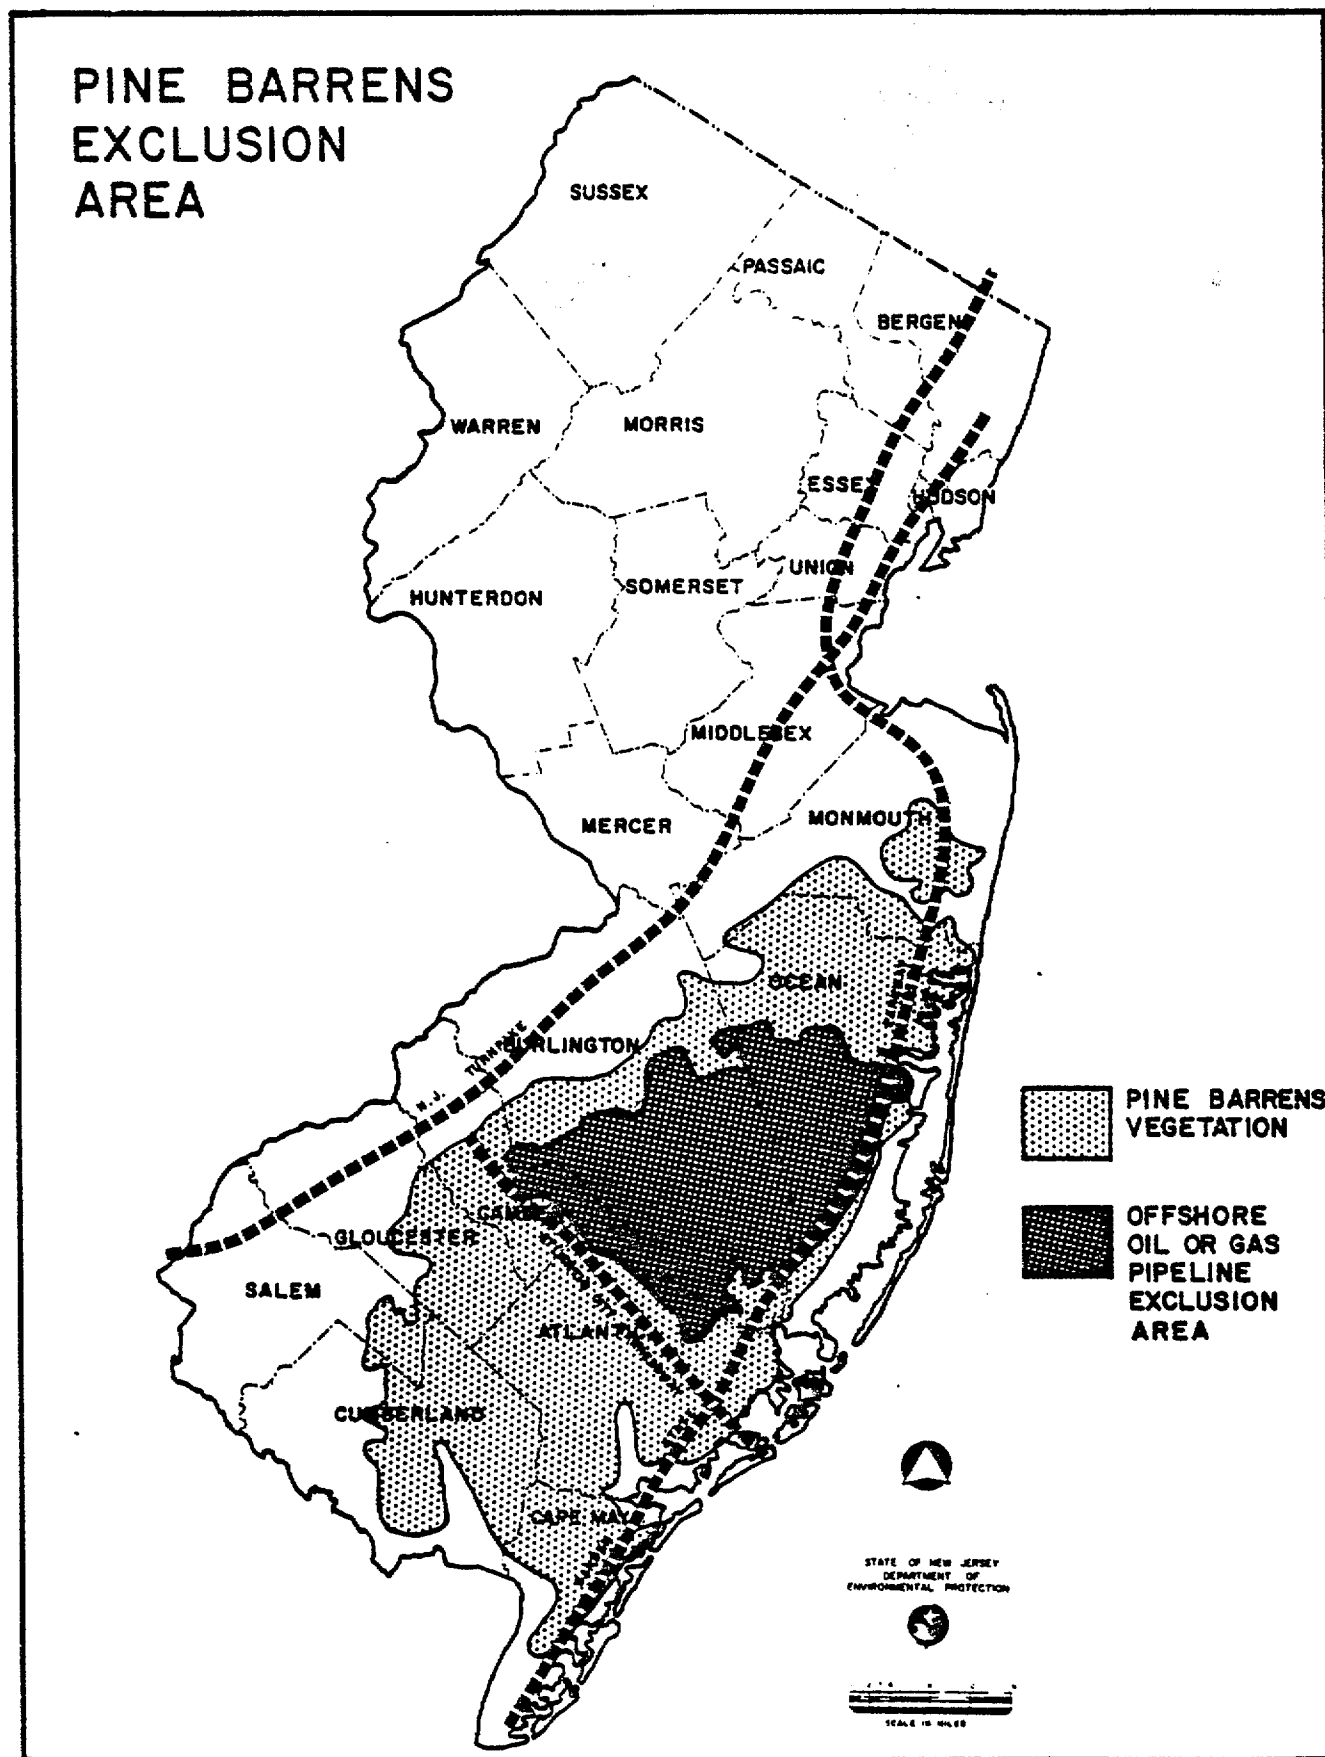 PINE BARRENS
EXCLUSION
AREA
SUSSEX
PASSAIC
BERGEN
WARREN
MORRIS
ESSEX
HUDSON
UNION
HUNTERDON
SOMERSET
MIDDLESEX
MERCER
MONMOUTH
OCEAN
PARKWAY
BURLINGTON
N.J. TURNPIKE
CAMDEN
GLOUCESTER
SALEM
ATLANTIC
CUMBERLAND
CAPE MAY
PINE BARRENS
VEGETATION
OFFSHORE
OIL OR GAS
PIPELINE
EXCLUSION
AREA
STATE OF NEW JERSEY
DEPARTMENT OF
ENVIRONMENTAL PROTECTION
SCALE IN MILES